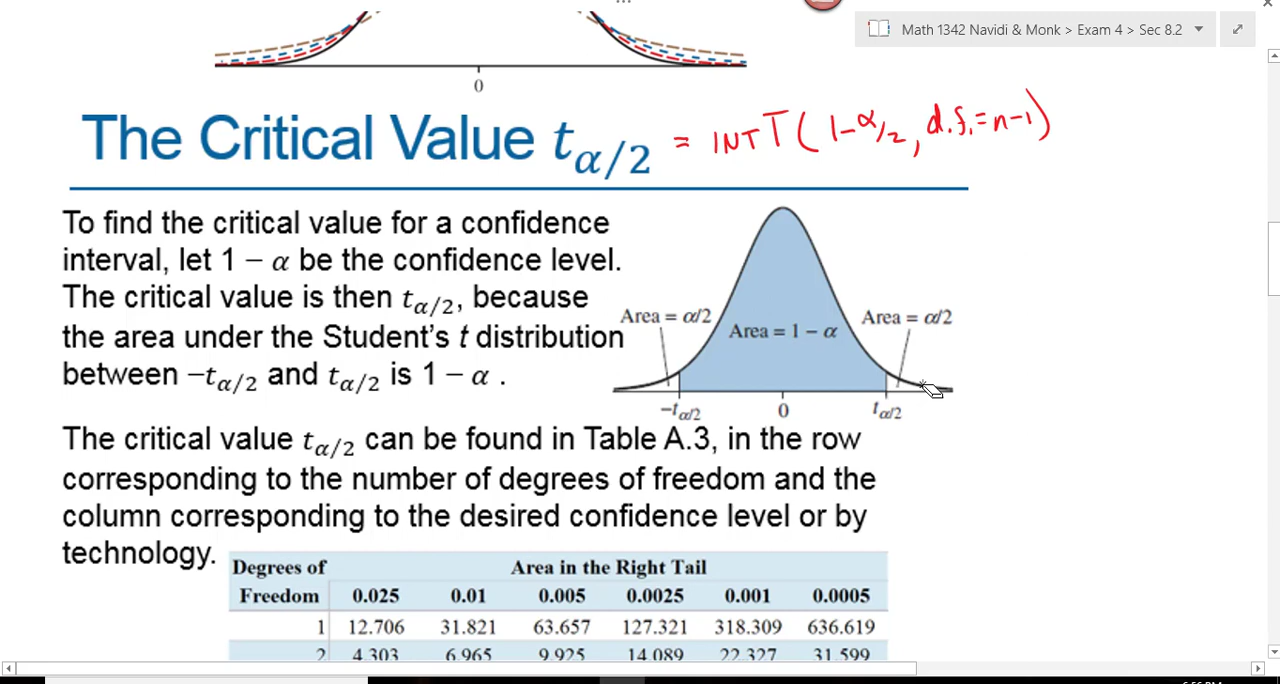 Math 1342 Navidi & Monk > Exam 4 > Sec 8.2
0
The Critical Value tα/2 = INT T( 1-α/2, d.f.=n-1)
To find the critical value for a confidence
interval, let 1 − α be the confidence level.
The critical value is then tα/2, because
the area under the Student's t distribution
between −tα/2 and tα/2 is 1 − α .
Area = α/2
Area = 1 − α
Area = α/2
−tα/2
0
tα/2
The critical value tα/2 can be found in Table A.3, in the row
corresponding to the number of degrees of freedom and the
column corresponding to the desired confidence level or by
technology.
Degrees of Area in the Right Tail
Freedom 0.025 0.01 0.005 0.0025 0.001 0.0005
1 12.706 31.821 63.657 127.321 318.309 636.619
2 4.303 6.965 9.925 14.089 22.327 31.599